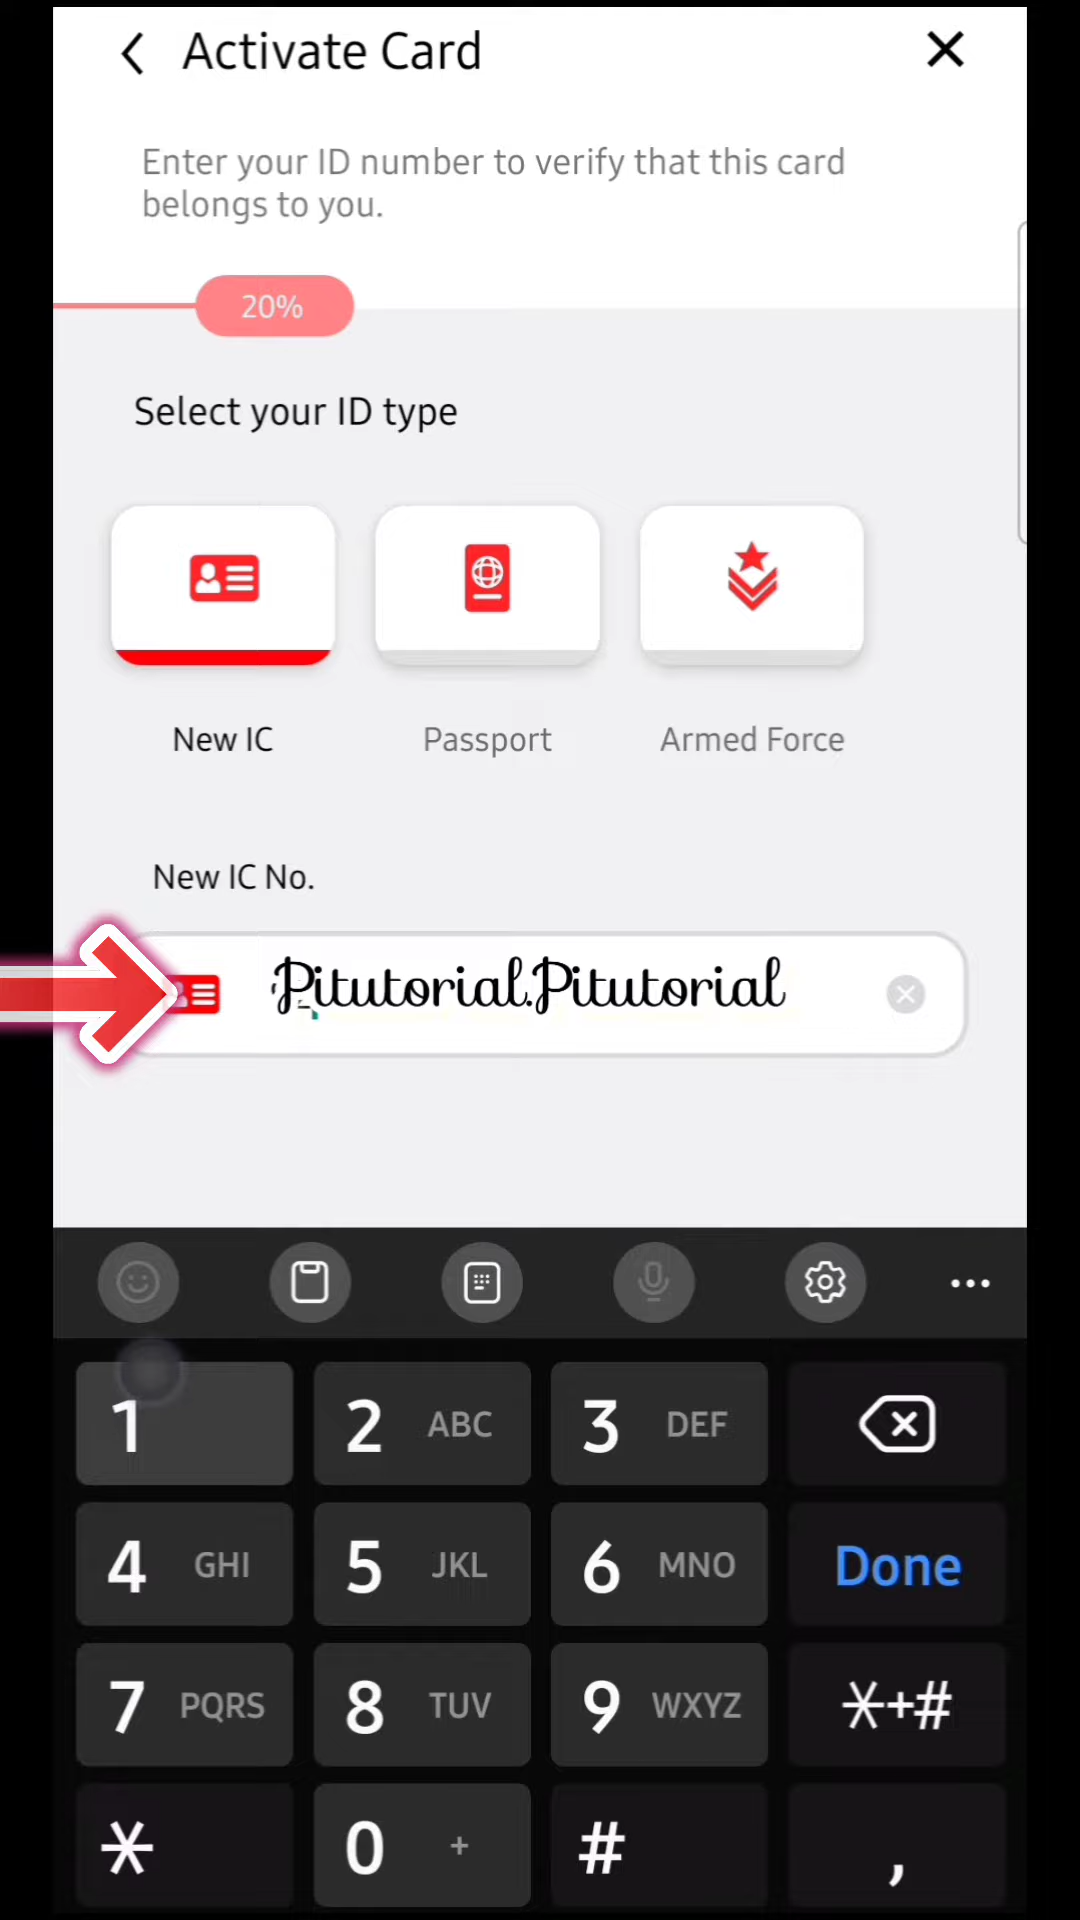 Activate Card
Enter your ID number to verify that this card
belongs to you.
20%
Select your ID type
New IC
Passport
Armed Force
New IC No.
Pitutorial.Pitutorial
1
2 ABC
3 DEF
4 GHI
5 JKL
6 MNO
Done
7 PQRS
8 TUV
9 WXYZ
*+#
*
0 +
#
,